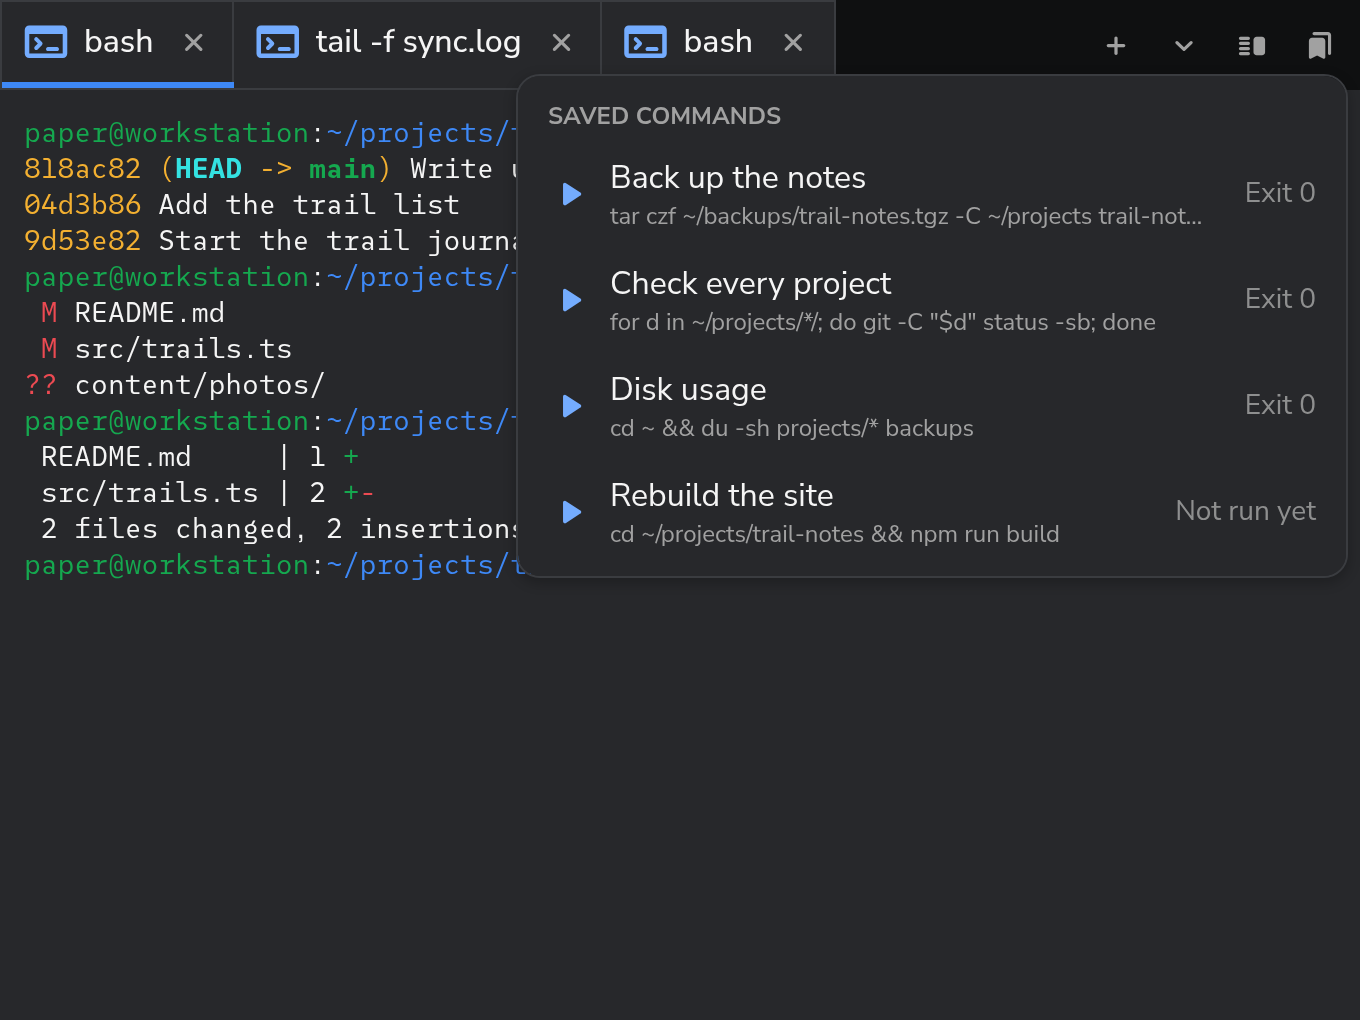 bash
tail -f sync.log
bash
paper@workstation:~/projects/
818ac82 (HEAD -> main) Write
04d3b86 Add the trail list
9d53e82 Start the trail journa
paper@workstation:~/projects/
M README.md
M src/trails.ts
?? content/photos/
paper@workstation:~/projects/
README.md | 1 +
src/trails.ts | 2 +-
2 files changed, 2 insertions
paper@workstation:~/projects/t
SAVED COMMANDS
Back up the notes
Exit 0
tar czf ~/backups/trail-notes.tgz -C ~/projects trail-not...
Check every project
Exit 0
for d in ~/projects/*/; do git -C "$d" status -sb; done
Disk usage
Exit 0
cd ~ && du -sh projects/* backups
Rebuild the site
Not run yet
cd ~/projects/trail-notes && npm run build